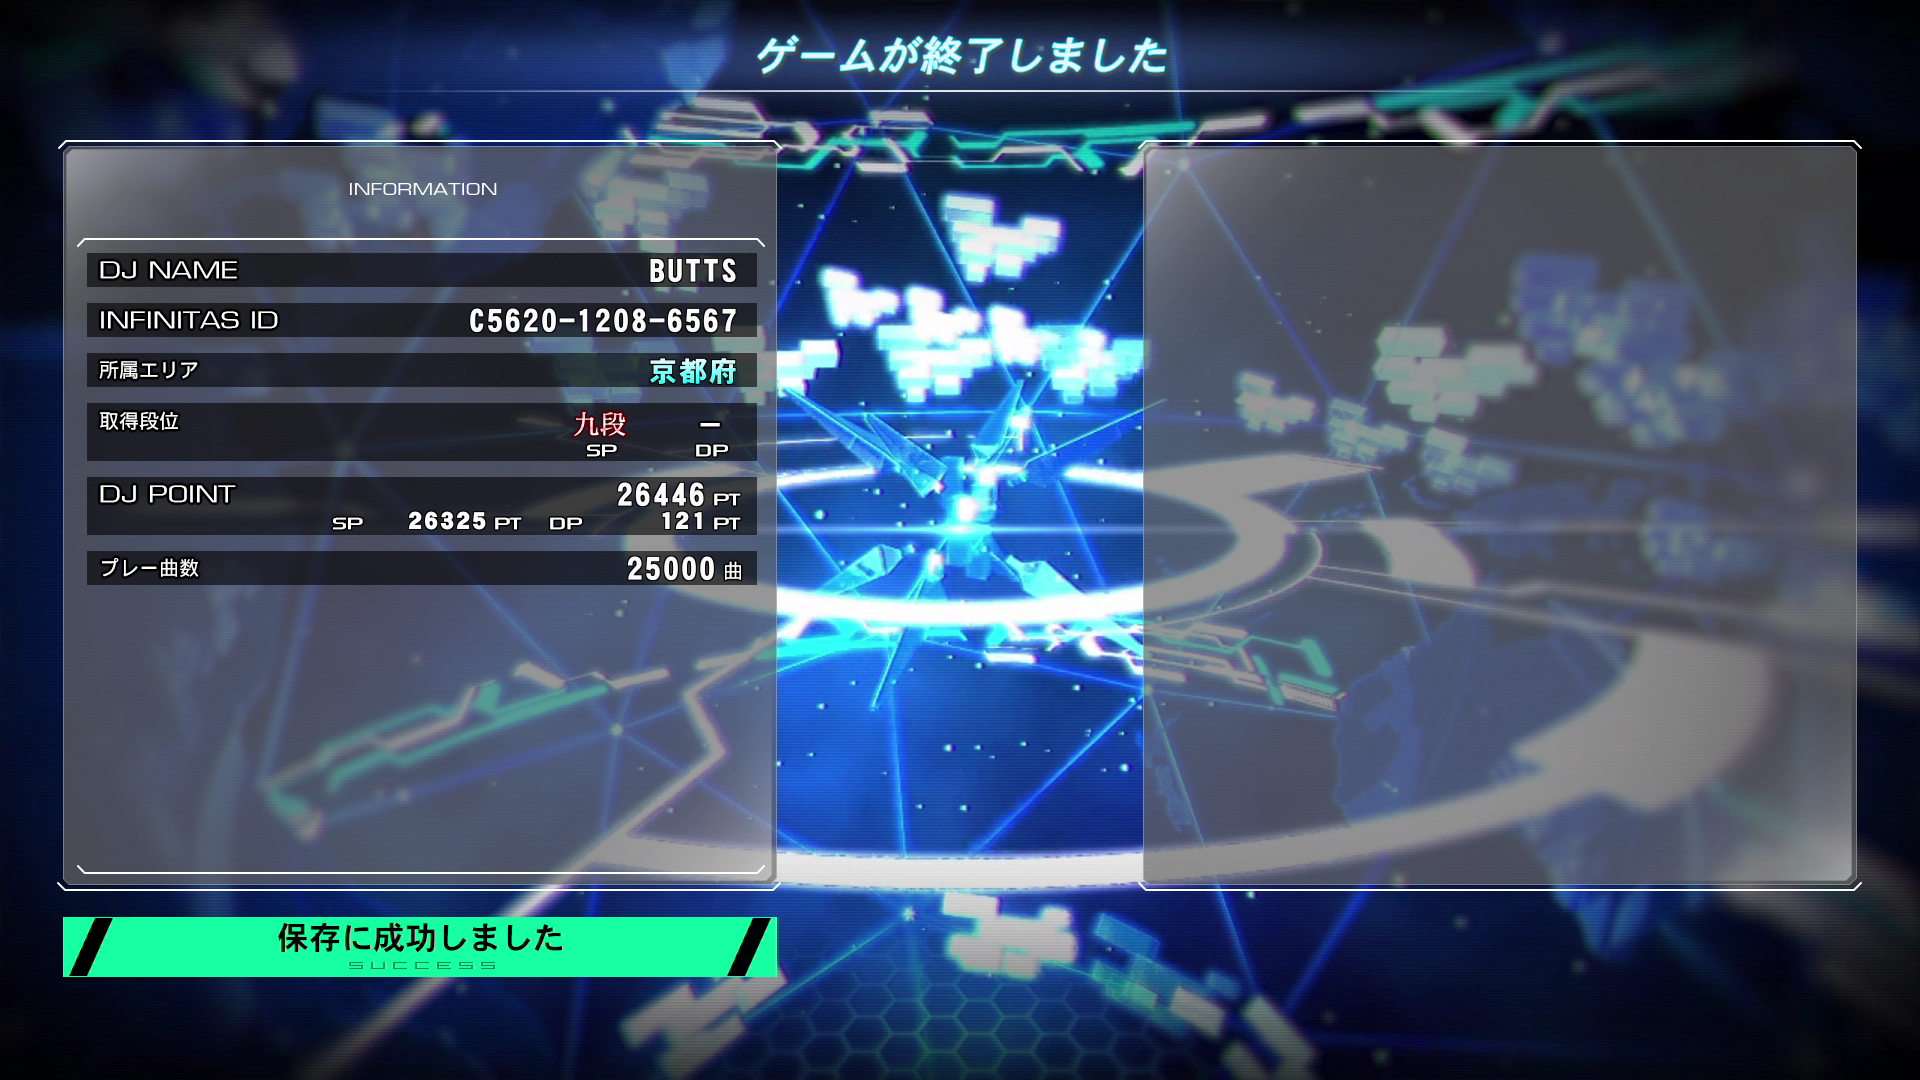 ゲームが終了しました
INFORMATION
DJ NAME BUTTS
INFINITAS ID C5620-1208-6567
所属エリア 京都府
取得段位 九段 SP － DP
DJ POINT 26446 PT
SP 26325 PT DP 121 PT
プレー曲数 25000 曲
保存に成功しました
SUCCESS